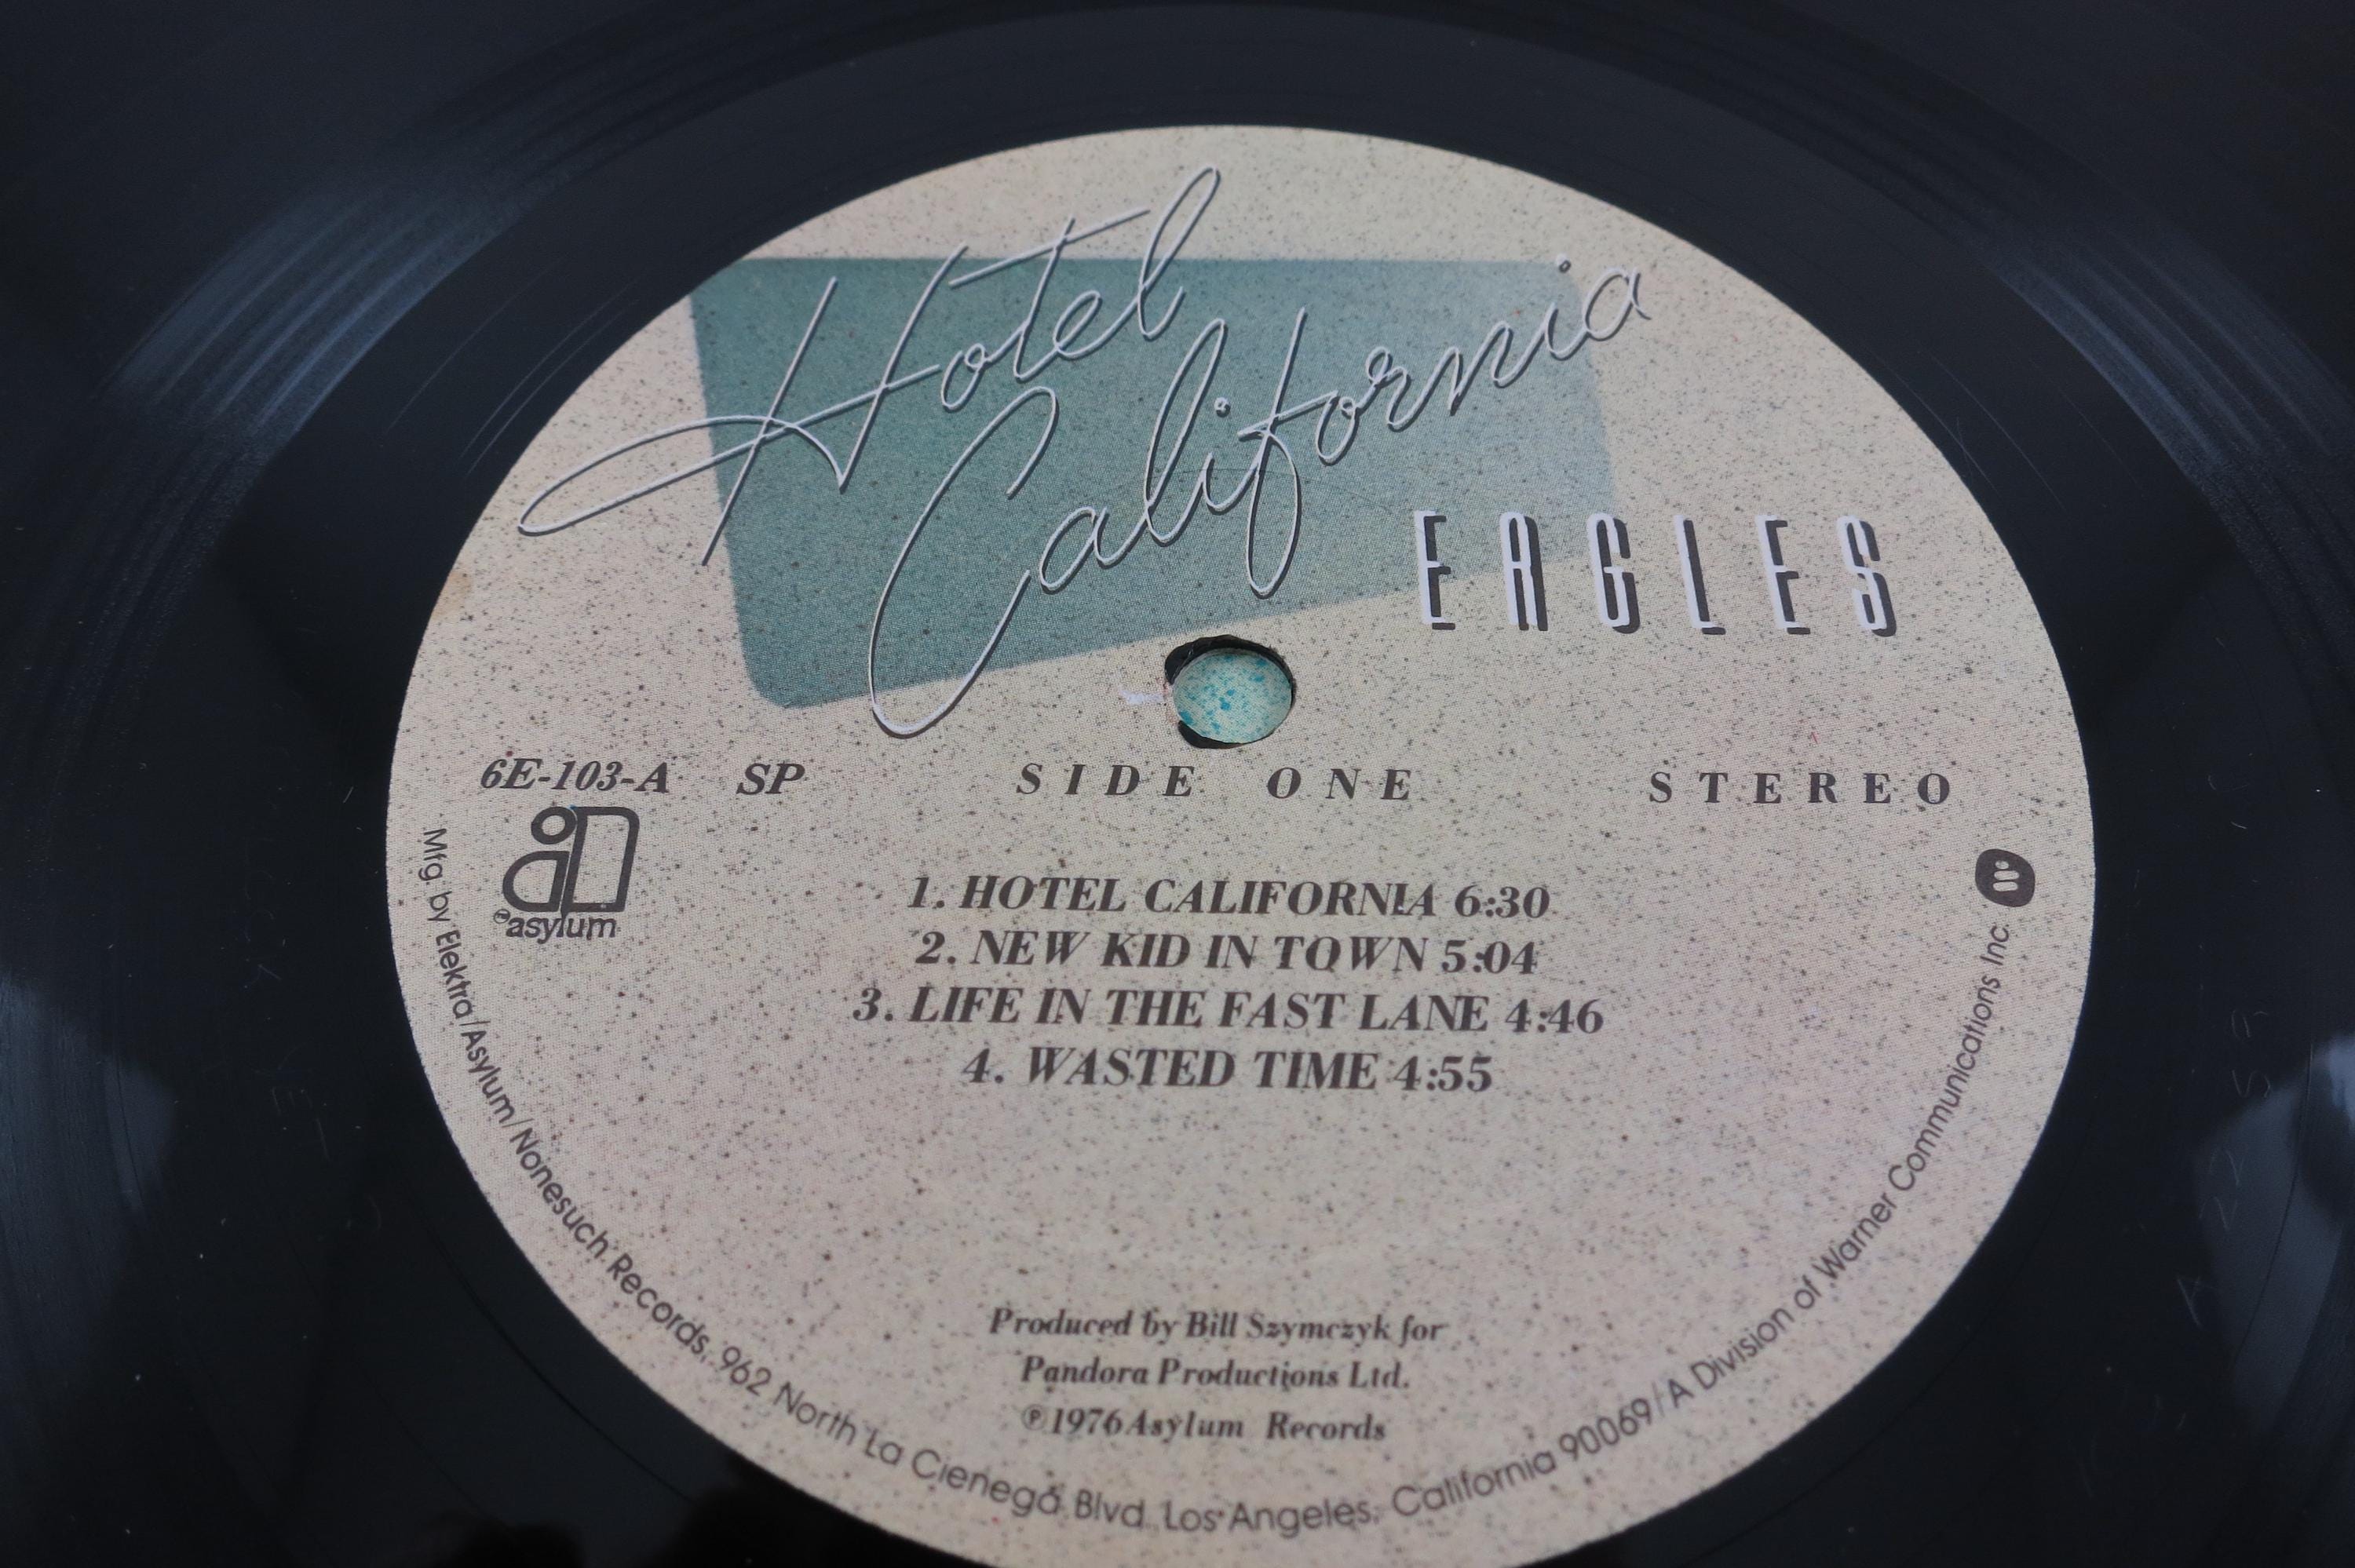 Hotel
California
EAGLES
6E-103-A SP SIDE ONE STEREO
asylum
1. HOTEL CALIFORNIA 6:30
2. NEW KID IN TOWN 5:04
3. LIFE IN THE FAST LANE 4:46
4. WASTED TIME 4:55
Produced by Bill Szymczyk for
Pandora Productions Ltd.
℗1976 Asylum Records
Mfg. by Elektra/Asylum/Nonesuch Records, 962 North La Cienega Blvd. Los Angeles, California 90069/A Division of Warner Communications Inc.